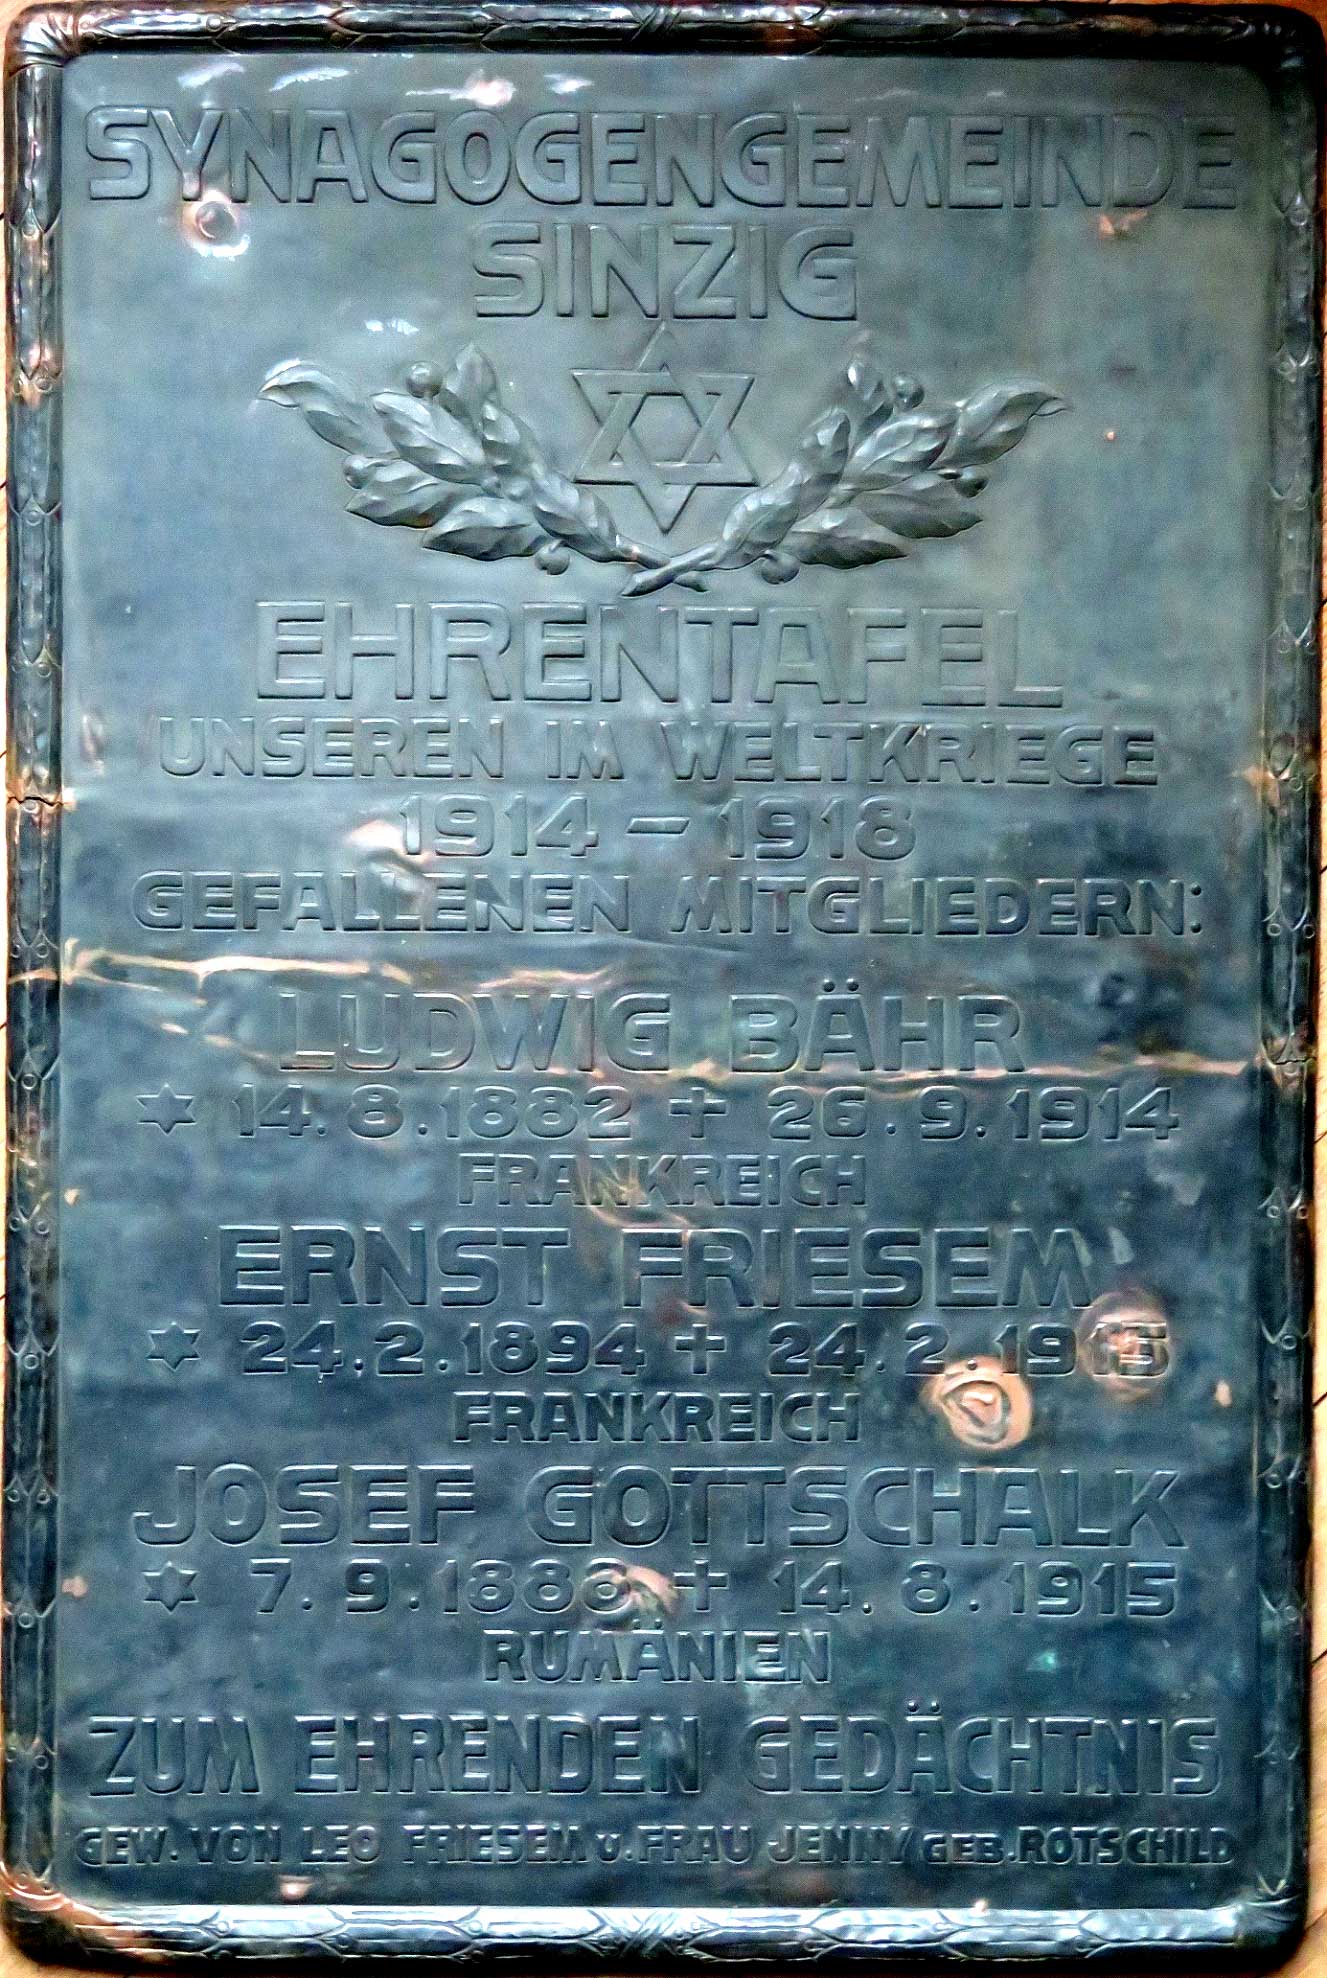 SYNAGOGENGEMEINDE
SINZIG
EHRENTAFEL
UNSEREN IM WELTKRIEGE
1914 – 1918
GEFALLENEN MITGLIEDERN:
LUDWIG BÄHR
✶ 14.8.1882 ✝ 26.9.1914
FRANKREICH
ERNST FRIESEM
✶ 24.2.1894 ✝ 24.2.1915
FRANKREICH
JOSEF GOTTSCHALK
✶ 7.9.1888 ✝ 14.8.1915
RUMÄNIEN
ZUM EHRENDEN GEDÄCHTNIS
GEW. VON LEO FRIESEM U. FRAU JENNY GEB. ROTSCHILD